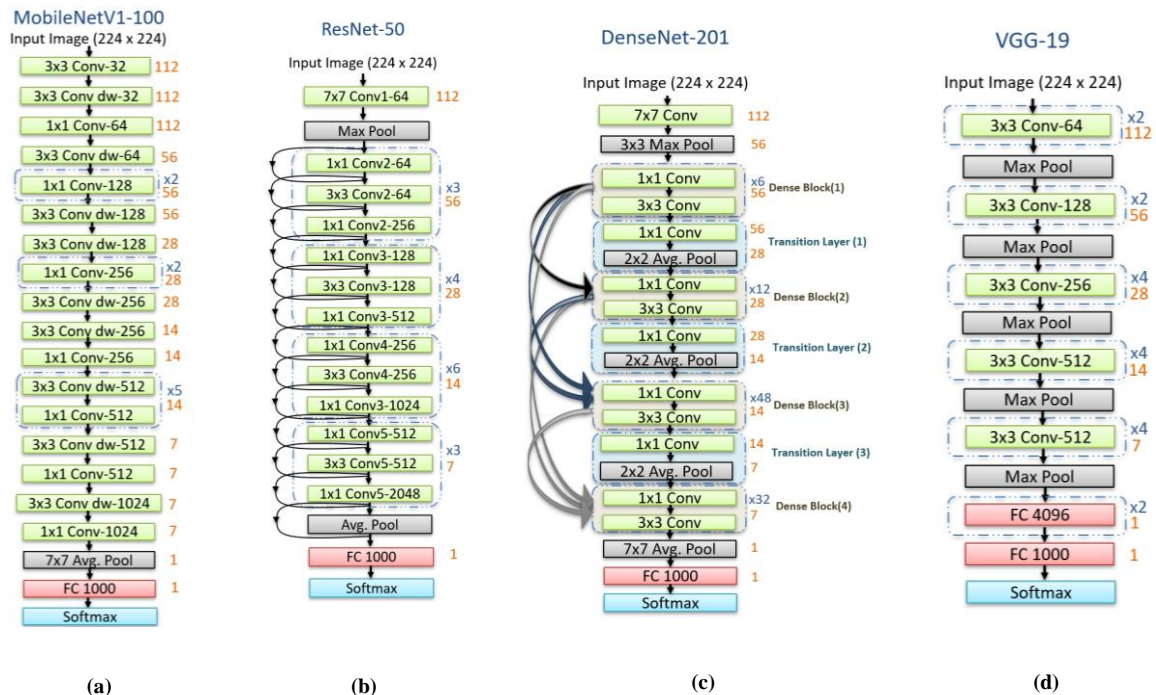 MobileNetV1-100
Input Image (224 x 224)
3x3 Conv-32 112
3x3 Conv dw-32 112
1x1 Conv-64 112
3x3 Conv dw-64 56
1x1 Conv-128 x2 56
3x3 Conv dw-128 56
3x3 Conv dw-128 28
1x1 Conv-256 x2 28
3x3 Conv dw-256 28
3x3 Conv dw-256 14
1x1 Conv-256 14
3x3 Conv dw-512 x5
1x1 Conv-512 14
3x3 Conv dw-512 7
1x1 Conv-512 7
3x3 Conv dw-1024 7
1x1 Conv-1024 7
7x7 Avg. Pool 1
FC 1000 1
Softmax
(a)
ResNet-50
Input Image (224 x 224)
7x7 Conv1-64 112
Max Pool
1x1 Conv2-64
3x3 Conv2-64 x3 56
1x1 Conv2-256
1x1 Conv3-128
3x3 Conv3-128 x4 28
1x1 Conv3-512
1x1 Conv4-256
3x3 Conv4-256 x6 14
1x1 Conv3-1024
1x1 Conv5-512
3x3 Conv5-512 x3 7
1x1 Conv5-2048
Avg. Pool
FC 1000 1
Softmax
(b)
DenseNet-201
Input Image (224 x 224)
7x7 Conv 112
3x3 Max Pool 56
1x1 Conv x6
56 Dense Block(1)
3x3 Conv
1x1 Conv 56
Transition Layer (1)
2x2 Avg. Pool 28
1x1 Conv x12
Dense Block(2)
3x3 Conv 28
1x1 Conv 28
Transition Layer (2)
2x2 Avg. Pool 14
1x1 Conv x48
Dense Block(3)
3x3 Conv 14
1x1 Conv 14
Transition Layer (3)
2x2 Avg. Pool 7
1x1 Conv x32
Dense Block(4)
3x3 Conv 7
7x7 Avg. Pool 1
FC 1000 1
Softmax
(c)
VGG-19
Input Image (224 x 224)
3x3 Conv-64 x2 112
Max Pool
3x3 Conv-128 x2 56
Max Pool
3x3 Conv-256 x4 28
Max Pool
3x3 Conv-512 x4 14
Max Pool
3x3 Conv-512 x4 7
Max Pool
FC 4096 x2 1
FC 1000 1
Softmax
(d)